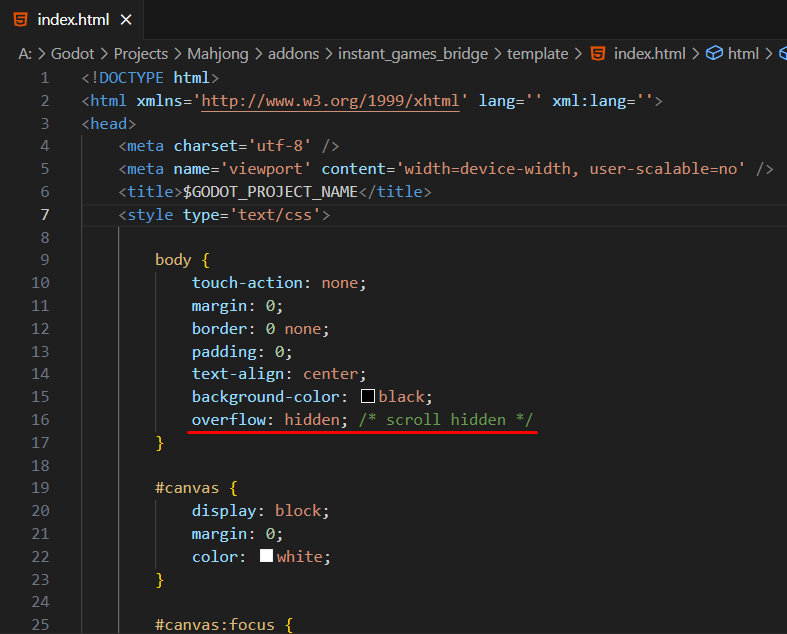 index.html ×
A: > Godot > Projects > Mahjong > addons > instant_games_bridge > template > index.html > html >
1 <!DOCTYPE html>
2 <html xmlns='http://www.w3.org/1999/xhtml' lang='' xml:lang=''>
3 <head>
4 <meta charset='utf-8' />
5 <meta name='viewport' content='width=device-width, user-scalable=no' />
6 <title>$GODOT_PROJECT_NAME</title>
7 <style type='text/css'>
8
9 body {
10 touch-action: none;
11 margin: 0;
12 border: 0 none;
13 padding: 0;
14 text-align: center;
15 background-color: black;
16 overflow: hidden; /* scroll hidden */
17 }
18
19 #canvas {
20 display: block;
21 margin: 0;
22 color: white;
23 }
24
25 #canvas:focus {